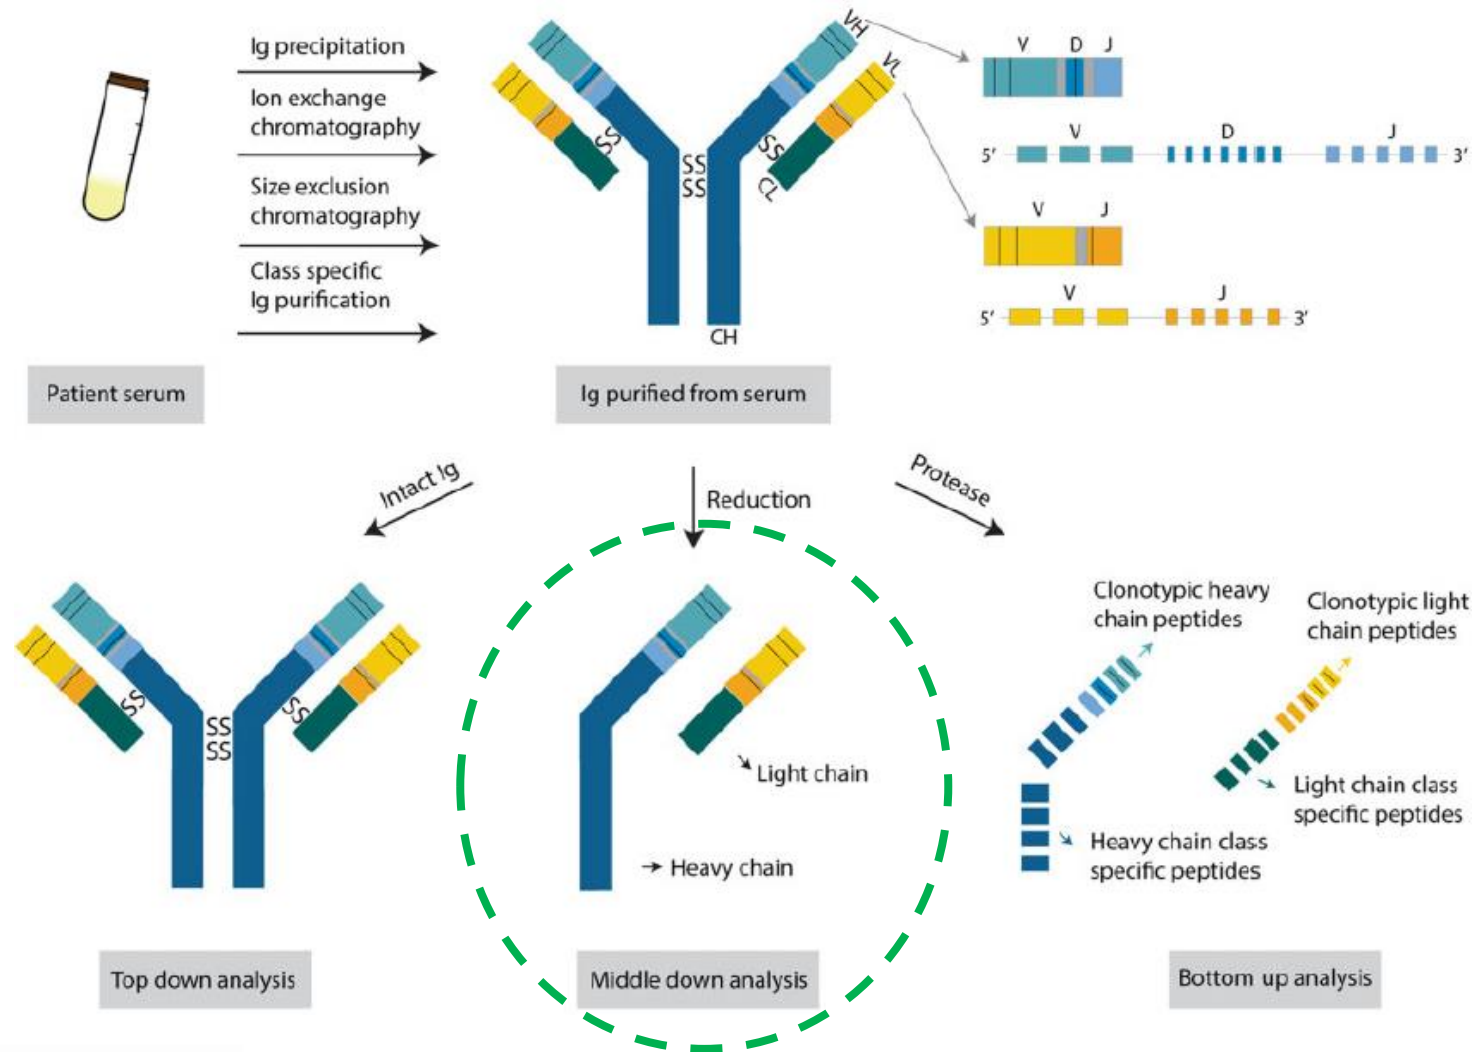 Ig precipitation
Ion exchange
chromatography
Size exclusion
chromatography
Class specific
Ig purification
Patient serum
VH
VL
SS
SS
SS
SS
CL
CH
Ig purified from serum
V D J
V D J
5′ 3′
V J
V J
5′ 3′
Intact Ig
Reduction
Protease
SS
SS
SS
SS
Top down analysis
Light chain
Heavy chain
Middle down analysis
Clonotypic heavy
chain peptides
Clonotypic light
chain peptides
Light chain class
specific peptides
Heavy chain class
specific peptides
Bottom up analysis